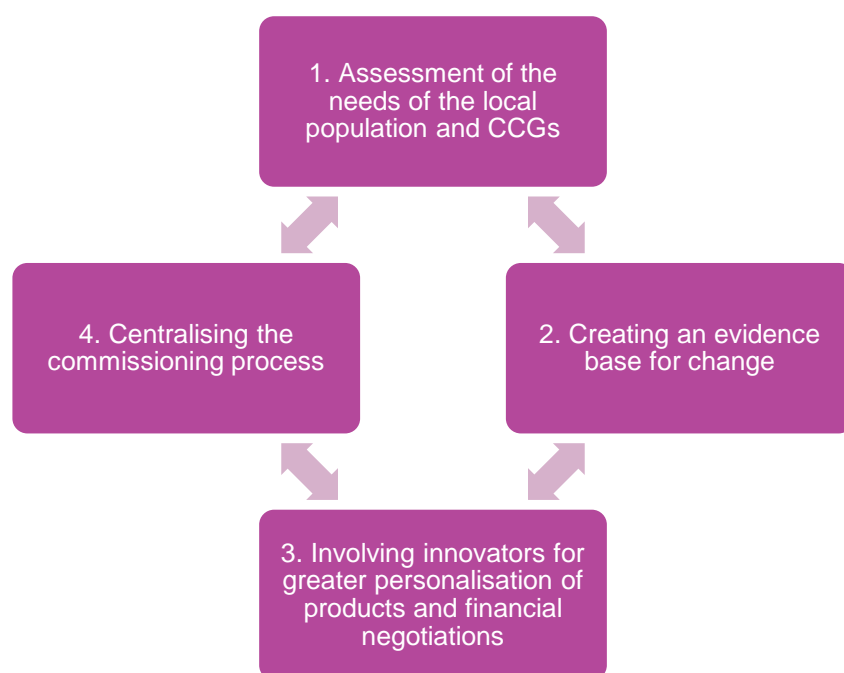 1. Assessment of the
needs of the local
population and CCGs
4. Centralising the
commissioning process
2. Creating an evidence
base for change
3. Involving innovators for
greater personalisation of
products and financial
negotiations